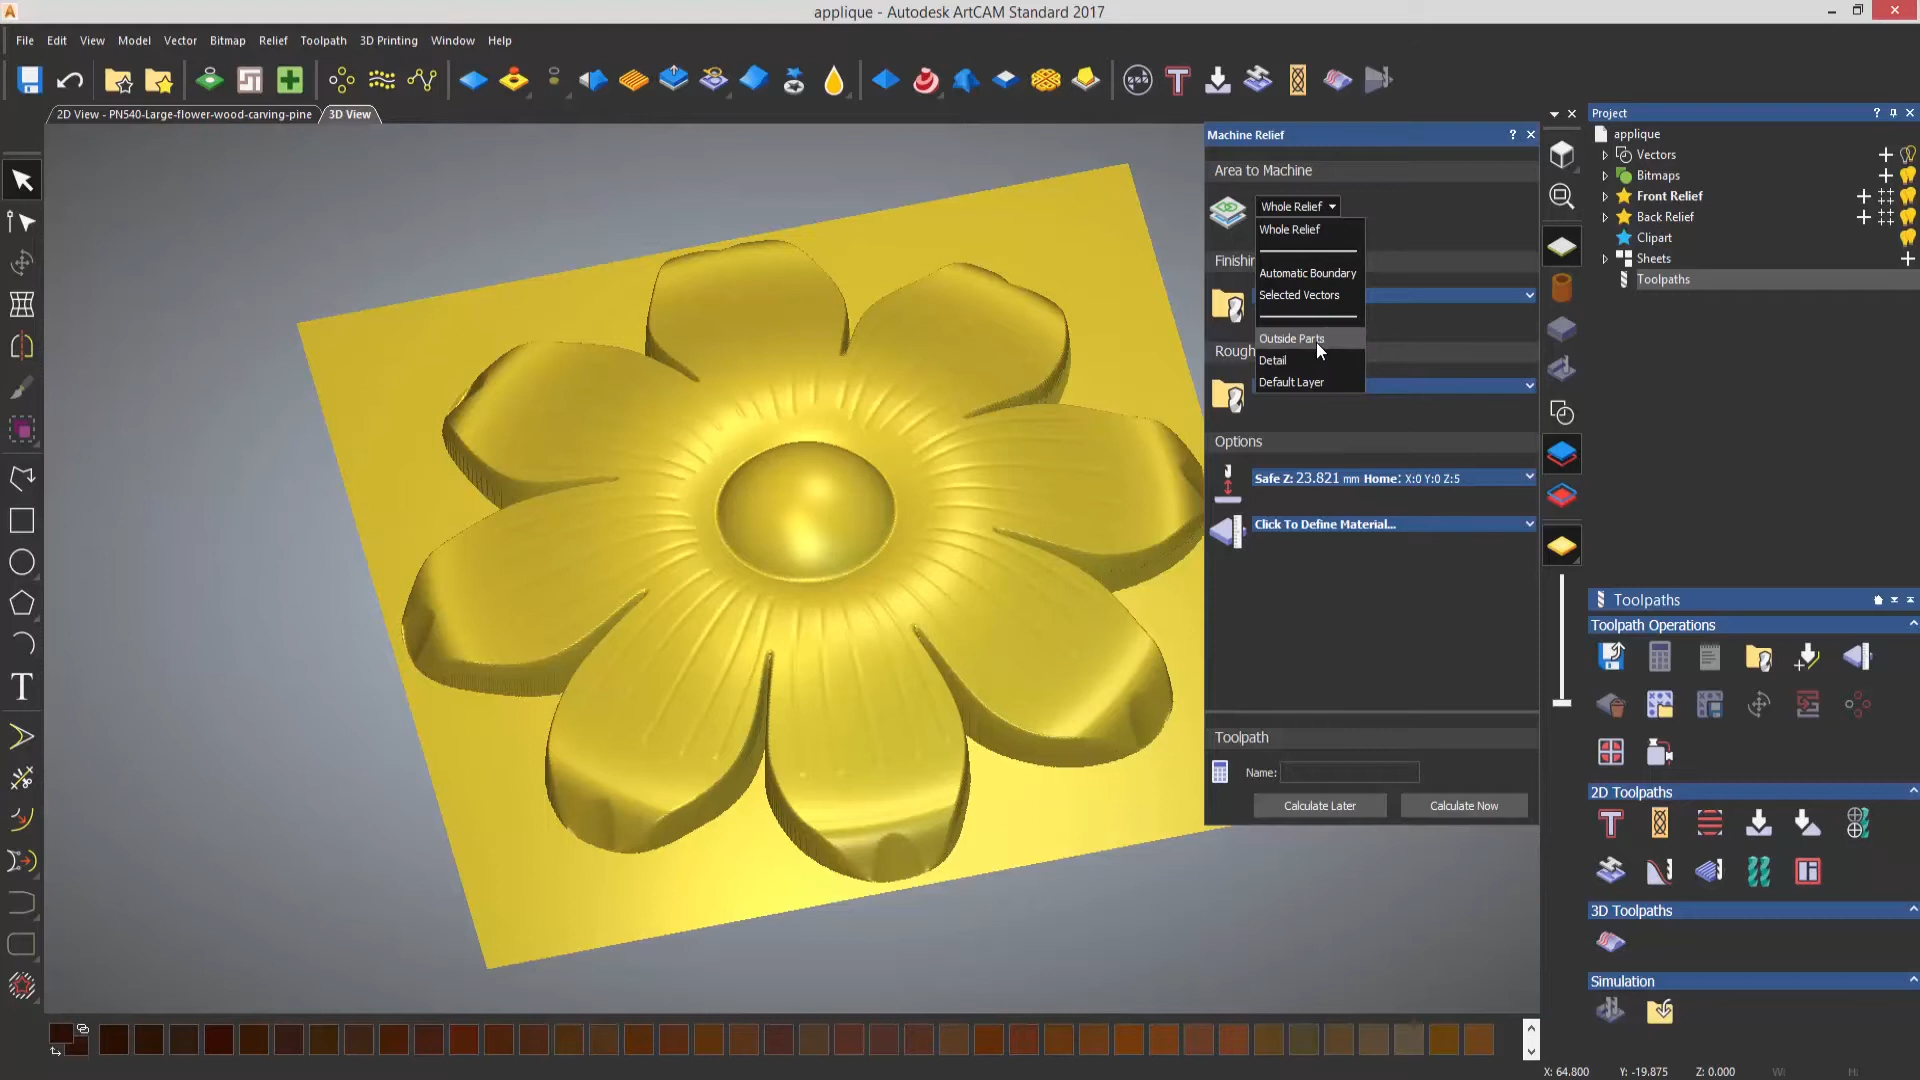 applique - Autodesk ArtCAM Standard 2017
File Edit View Model Vector Bitmap Relief Toolpath 3D Printing Window Help
2D View - PN540-Large-flower-wood-carving-pine
3D View
Machine Relief
Area to Machine
Whole Relief
Whole Relief
Automatic Boundary
Selected Vectors
Outside Parts
Detail
Default Layer
Finishin
Rough
Options
Safe Z: 23.821 mm Home: X:0 Y:0 Z:5
Click To Define Material...
Toolpath
Name:
Calculate Later
Calculate Now
Project
applique
Vectors
Bitmaps
Front Relief
Back Relief
Clipart
Sheets
Toolpaths
Toolpaths
Toolpath Operations
2D Toolpaths
3D Toolpaths
Simulation
X: 64.800 Y: -19.875 Z: 0.000 W: H: